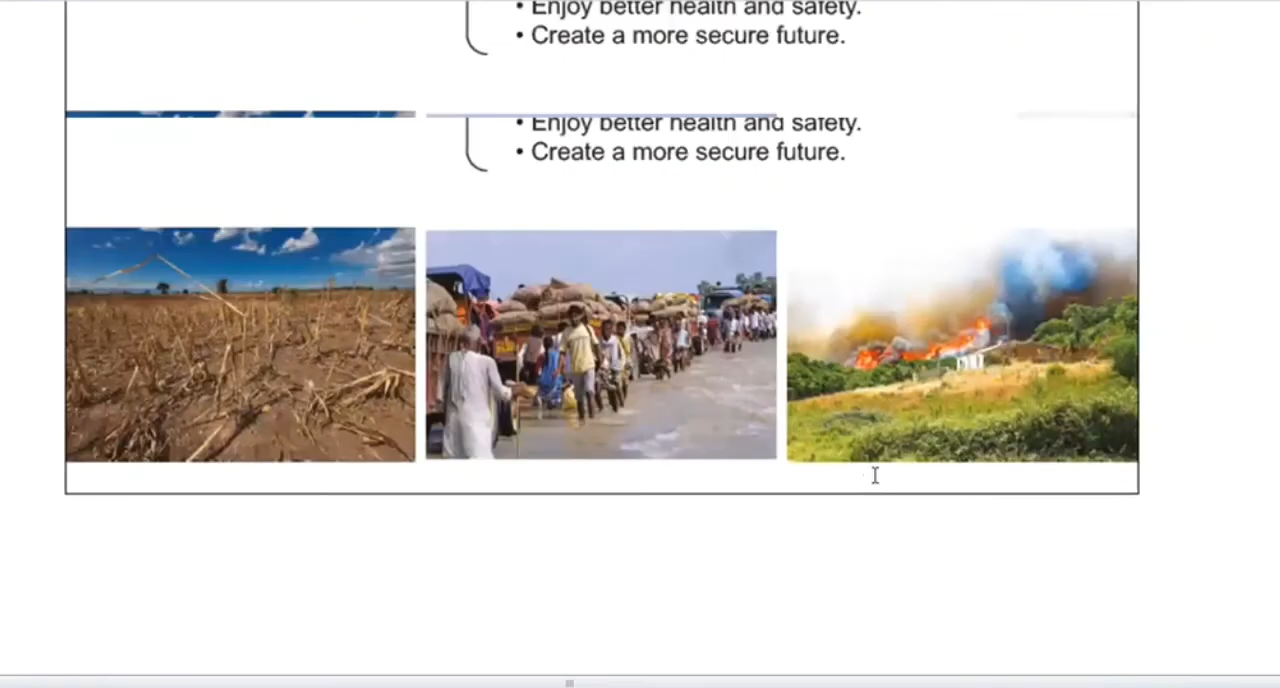 • Enjoy better health and safety.
• Create a more secure future.
• Enjoy better health and safety.
• Create a more secure future.